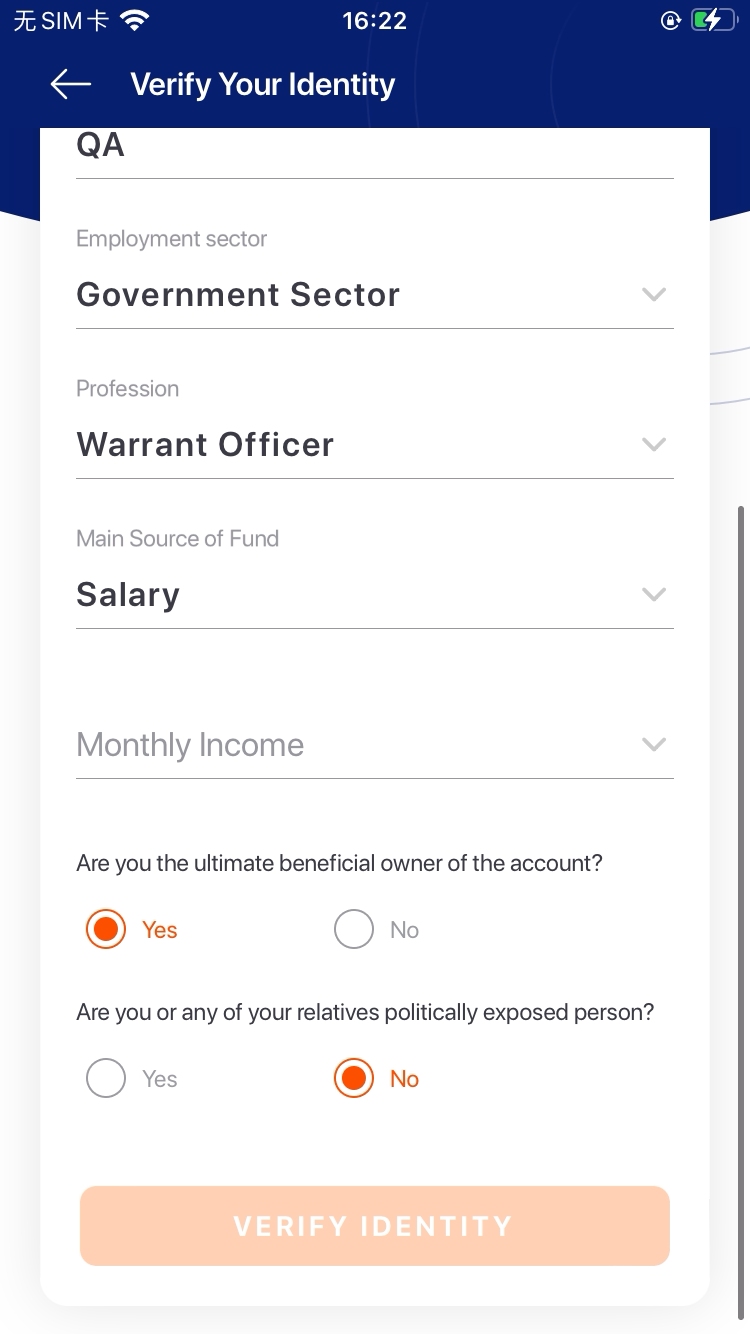 无SIM卡
16:22
Verify Your Identity
QA
Employment sector
Government Sector
Profession
Warrant Officer
Main Source of Fund
Salary
Monthly Income
Are you the ultimate beneficial owner of the account?
Yes No
Are you or any of your relatives politically exposed person?
Yes No
VERIFY IDENTITY